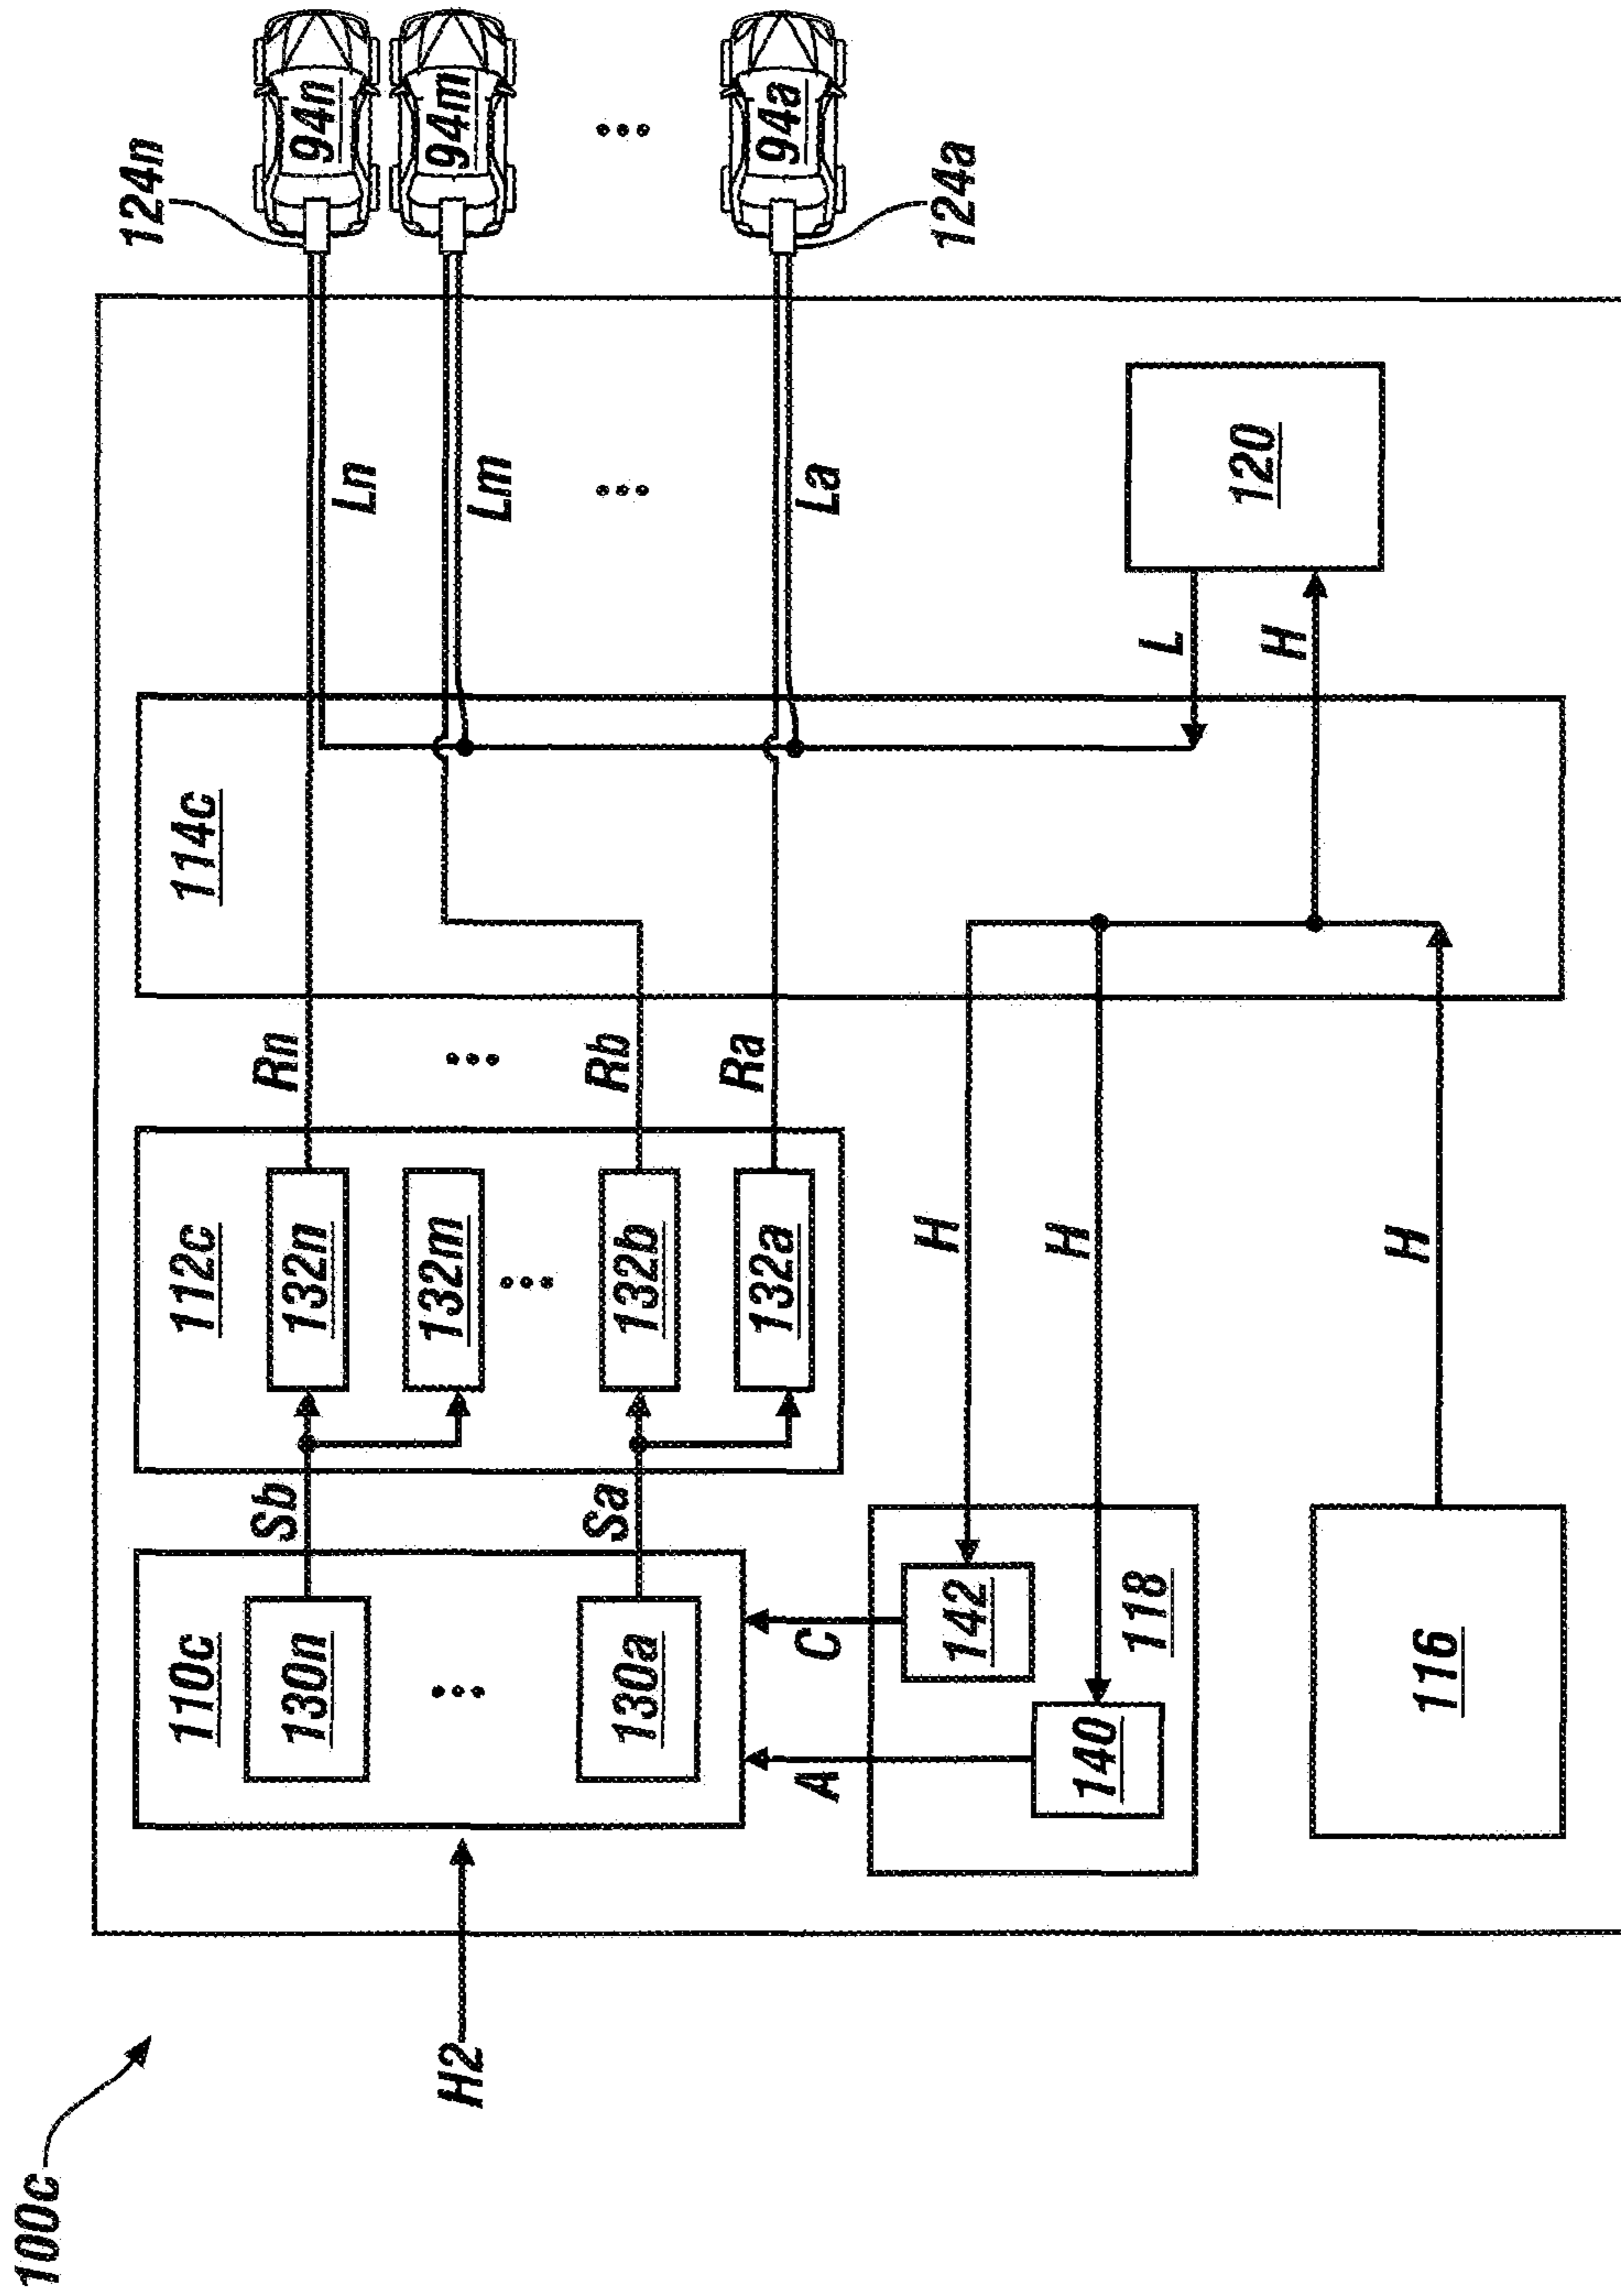 100c
H2
110c
130n
...
130a
Sb
Sa
112c
132n
132m
...
132b
132a
Rn
...
Rb
Ra
114c
Ln
Lm
...
La
124n
94n
94m
...
94a
124a
A
C
118
142
140
H
H
H
116
L
H
120